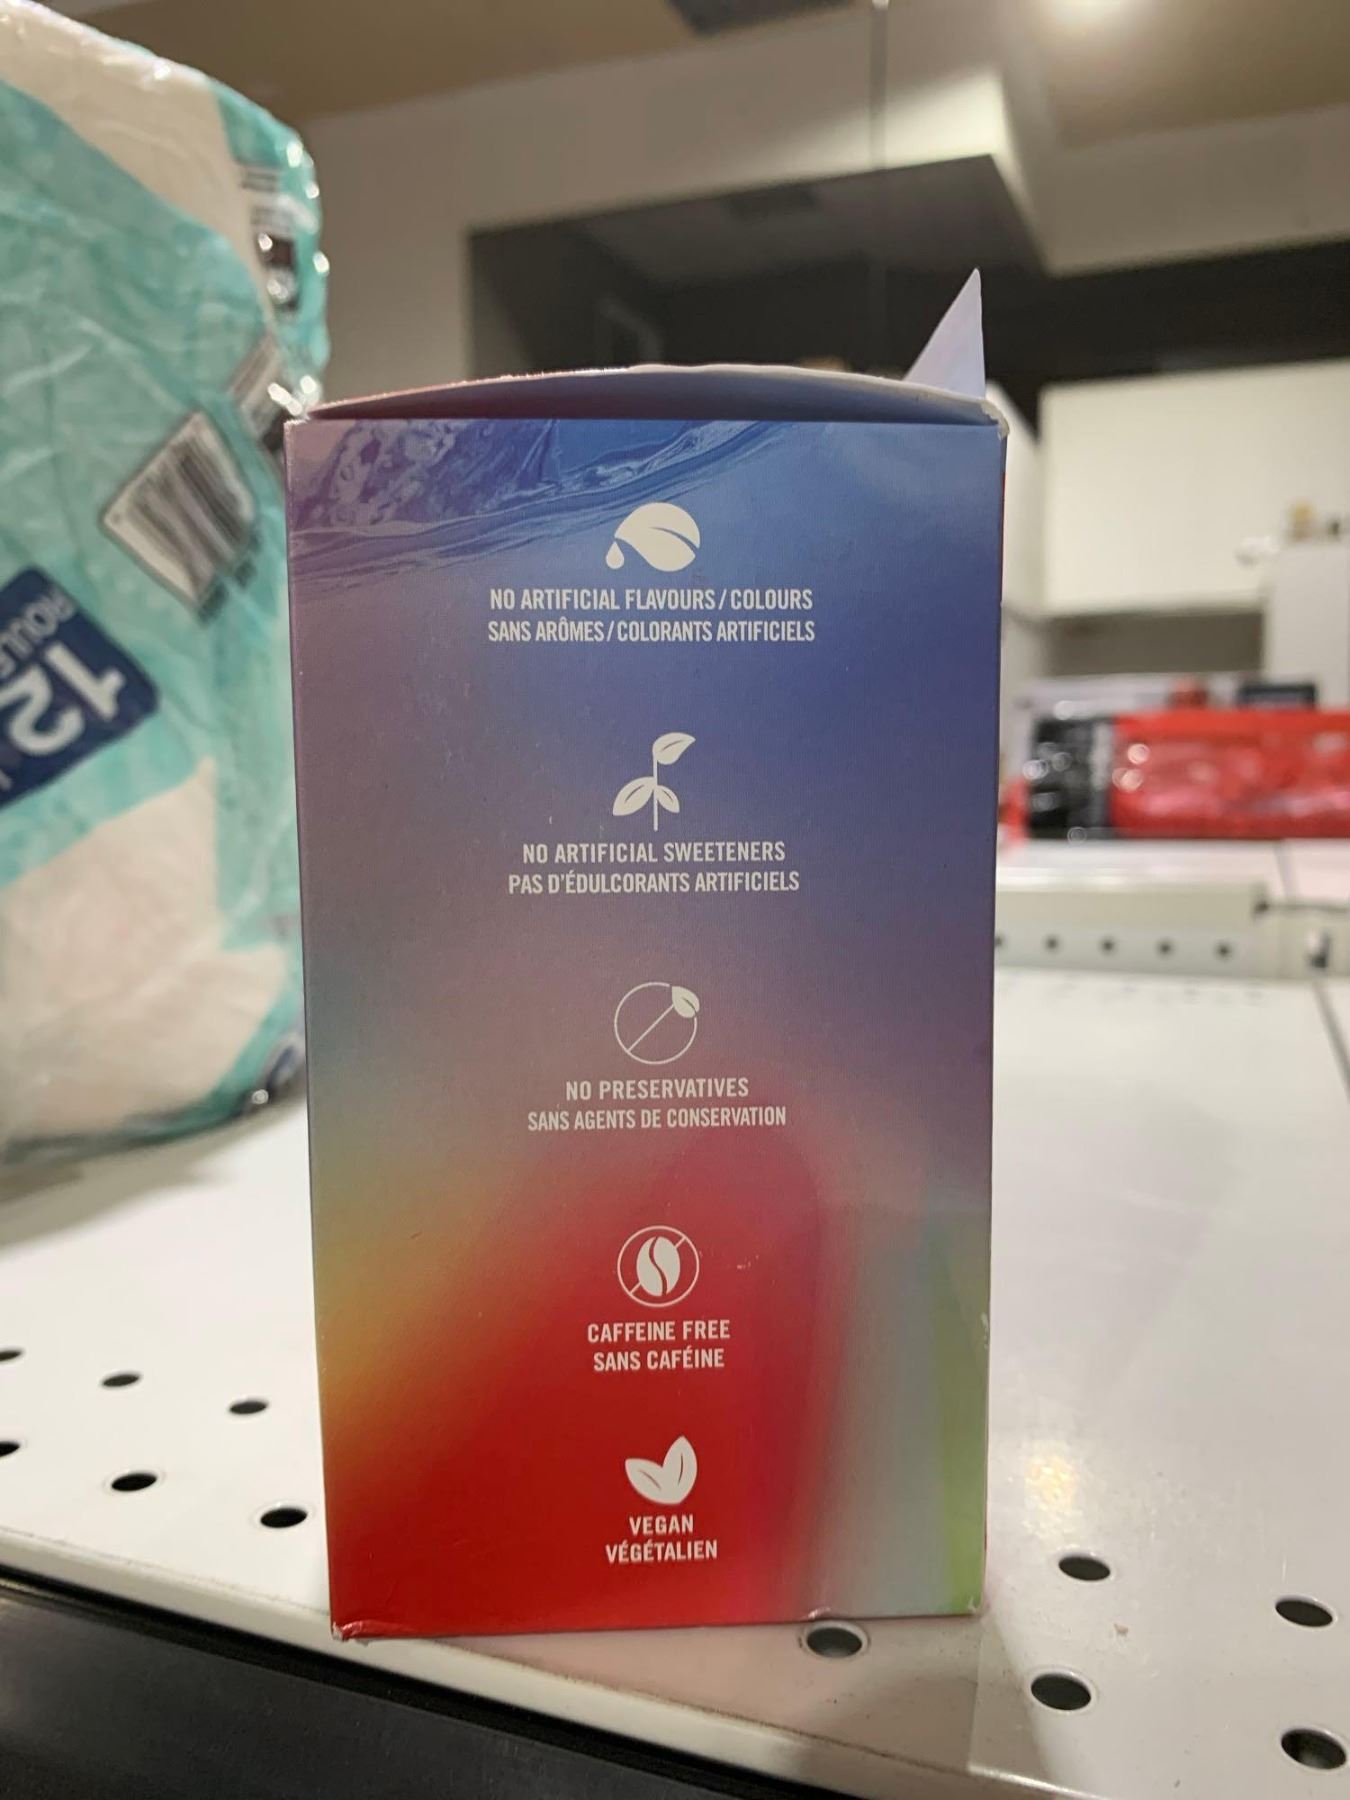 NO ARTIFICIAL FLAVOURS/COLOURS
SANS ARÔMES/COLORANTS ARTIFICIELS
NO ARTIFICIAL SWEETENERS
PAS D'ÉDULCORANTS ARTIFICIELS
NO PRESERVATIVES
SANS AGENTS DE CONSERVATION
CAFFEINE FREE
SANS CAFÉINE
VEGAN
VÉGÉTALIEN
12